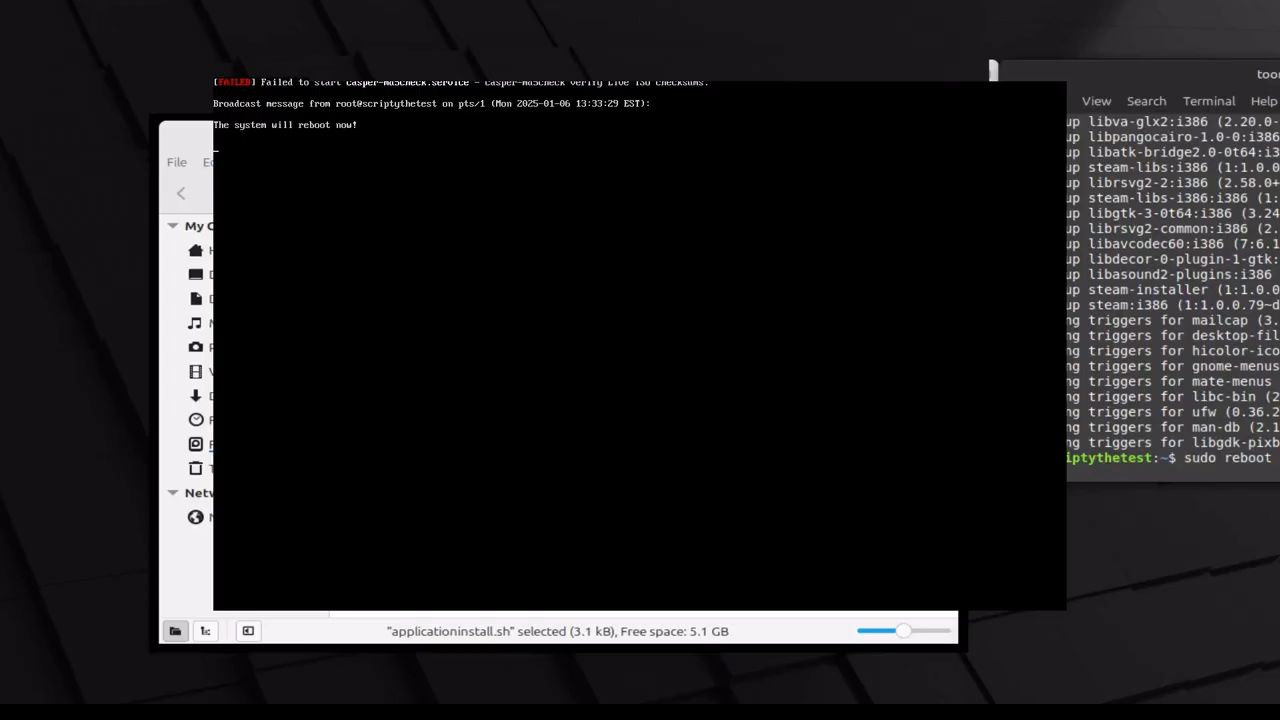 [FAILED] Failed to start casper-md5check.service - casper-md5check Verify Live ISO checksums.
Broadcast message from root@scriptythetest on pts/1 (Mon 2025-01-06 13:33:29 EST):
The system will reboot now!
File
My
Netw
"applicationinstall.sh" selected (3.1 kB), Free space: 5.1 GB
toon
View Search Terminal Help
up libva-glx2:i386 (2.20.0-
up libpangocairo-1.0-0:i386
up libatk-bridge2.0-0t64:i3
up steam-libs:i386 (1:1.0.0
up librsvg2-2:i386 (2.58.0+
up steam-libs-i386:i386 (1:
up libgtk-3-0t64:i386 (3.24
up librsvg2-common:i386 (2.
up libavcodec60:i386 (7:6.1
up libdecor-0-plugin-1-gtk:
up libasound2-plugins:i386
up steam-installer (1:1.0.0
up steam:i386 (1:1.0.0.79~d
ng triggers for mailcap (3.
ng triggers for desktop-fil
ng triggers for hicolor-ico
ng triggers for gnome-menus
ng triggers for mate-menus
ng triggers for libc-bin (2
ng triggers for ufw (0.36.2
ng triggers for man-db (2.1
ng triggers for libgdk-pixb
iptythetest:~$ sudo reboot